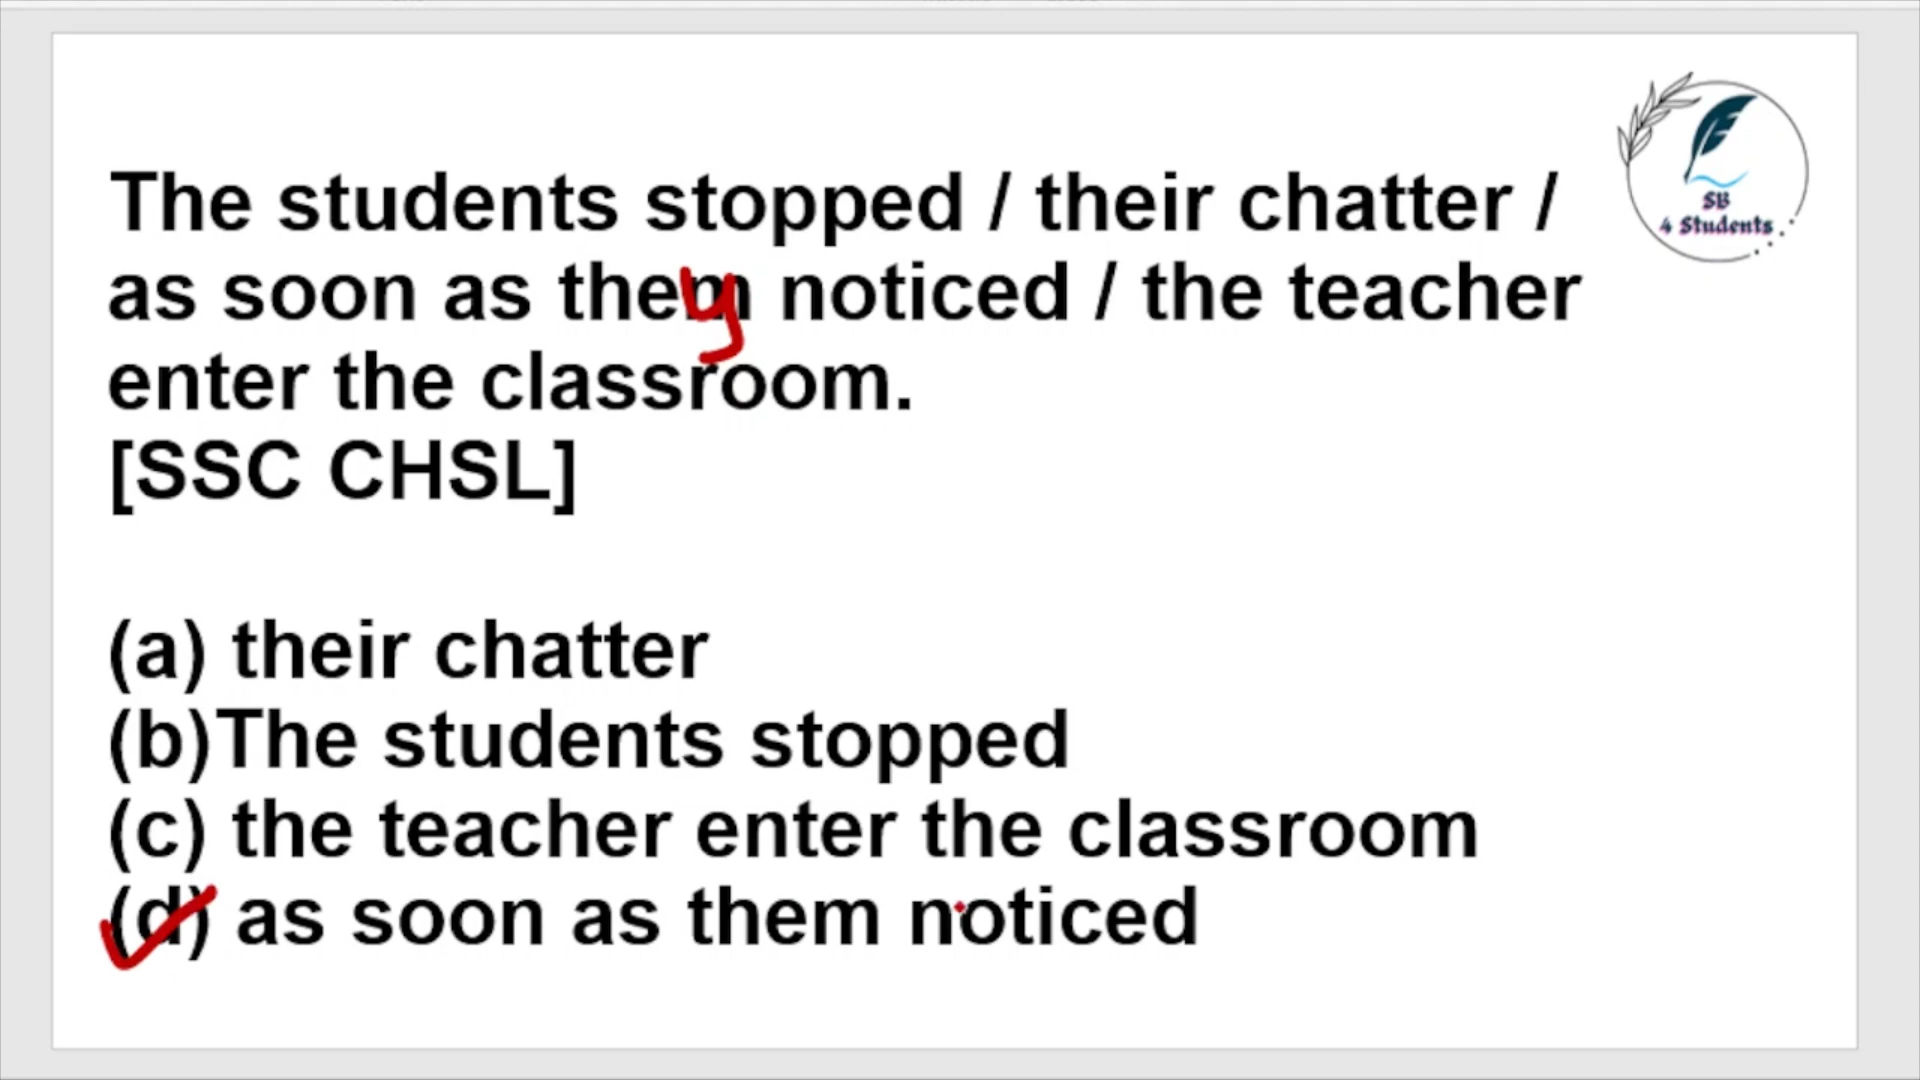 The students stopped / their chatter /
as soon as them noticed / the teacher
enter the classroom.
[SSC CHSL]
(a) their chatter
(b)The students stopped
(c) the teacher enter the classroom
(d) as soon as them noticed
y
SB
4 Students